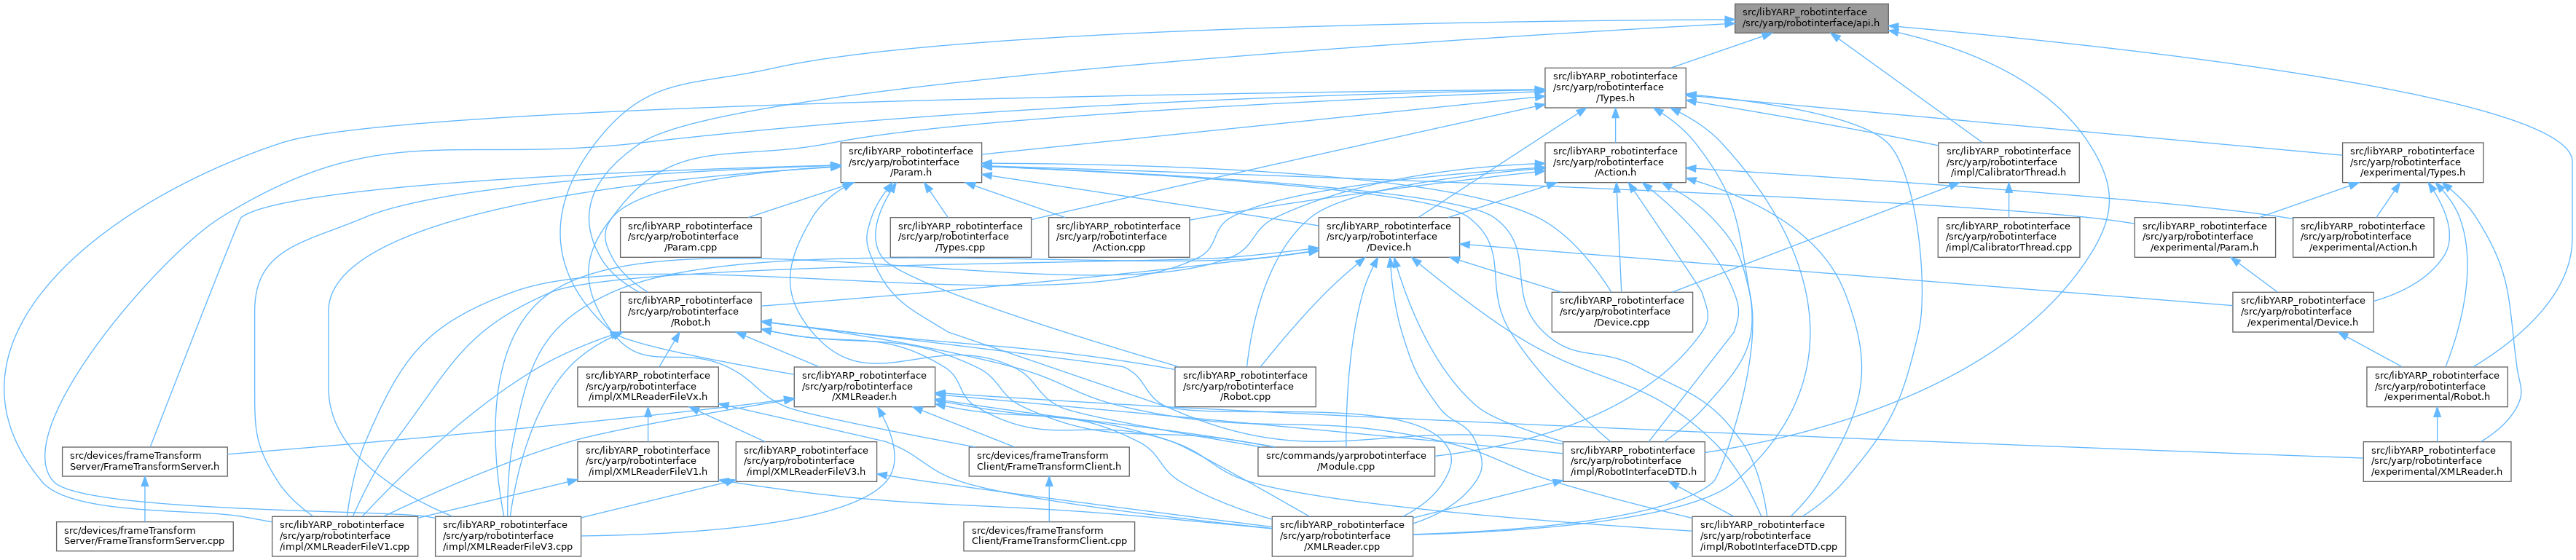 src/libYARP_robotinterface
/src/yarp/robotinterface/api.h
src/libYARP_robotinterface
/src/yarp/robotinterface
/Types.h
src/libYARP_robotinterface
/src/yarp/robotinterface
/Param.h
src/libYARP_robotinterface
/src/yarp/robotinterface
/Action.h
src/libYARP_robotinterface
/src/yarp/robotinterface
/impl/CalibratorThread.h
src/libYARP_robotinterface
/src/yarp/robotinterface
/experimental/Types.h
src/libYARP_robotinterface
/src/yarp/robotinterface
/Param.cpp
src/libYARP_robotinterface
/src/yarp/robotinterface
/Types.cpp
src/libYARP_robotinterface
/src/yarp/robotinterface
/Action.cpp
src/libYARP_robotinterface
/src/yarp/robotinterface
/Device.h
src/libYARP_robotinterface
/src/yarp/robotinterface
/impl/CalibratorThread.cpp
src/libYARP_robotinterface
/src/yarp/robotinterface
/experimental/Param.h
src/libYARP_robotinterface
/src/yarp/robotinterface
/experimental/Action.h
src/libYARP_robotinterface
/src/yarp/robotinterface
/Robot.h
src/libYARP_robotinterface
/src/yarp/robotinterface
/Device.cpp
src/libYARP_robotinterface
/src/yarp/robotinterface
/experimental/Device.h
src/libYARP_robotinterface
/src/yarp/robotinterface
/impl/XMLReaderFileVx.h
src/libYARP_robotinterface
/src/yarp/robotinterface
/XMLReader.h
src/libYARP_robotinterface
/src/yarp/robotinterface
/Robot.cpp
src/libYARP_robotinterface
/src/yarp/robotinterface
/experimental/Robot.h
src/devices/frameTransform
Server/FrameTransformServer.h
src/libYARP_robotinterface
/src/yarp/robotinterface
/impl/XMLReaderFileV1.h
src/libYARP_robotinterface
/src/yarp/robotinterface
/impl/XMLReaderFileV3.h
src/devices/frameTransform
Client/FrameTransformClient.h
src/commands/yarprobotinterface
/Module.cpp
src/libYARP_robotinterface
/src/yarp/robotinterface
/impl/RobotInterfaceDTD.h
src/libYARP_robotinterface
/src/yarp/robotinterface
/experimental/XMLReader.h
src/devices/frameTransform
Server/FrameTransformServer.cpp
src/libYARP_robotinterface
/src/yarp/robotinterface
/impl/XMLReaderFileV1.cpp
src/libYARP_robotinterface
/src/yarp/robotinterface
/impl/XMLReaderFileV3.cpp
src/devices/frameTransform
Client/FrameTransformClient.cpp
src/libYARP_robotinterface
/src/yarp/robotinterface
/XMLReader.cpp
src/libYARP_robotinterface
/src/yarp/robotinterface
/impl/RobotInterfaceDTD.cpp